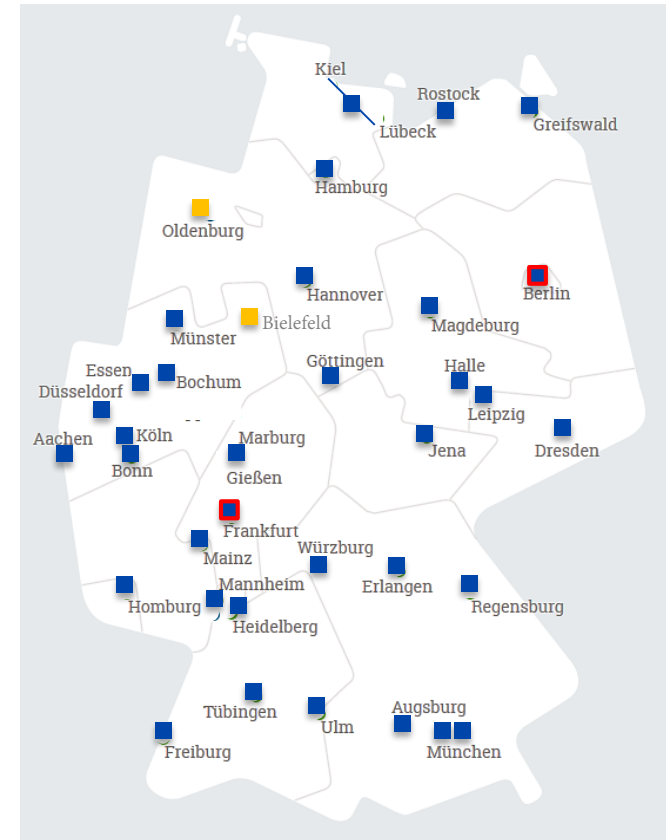 Kiel
Rostock
Lübeck
Greifswald
Hamburg
Oldenburg
Hannover
Berlin
Magdeburg
Bielefeld
Münster
Göttingen
Essen
Halle
Bochum
Düsseldorf
Leipzig
Köln
Aachen
Marburg
Jena
Dresden
Bonn
Gießen
Frankfurt
Würzburg
Mainz
Mannheim
Erlangen
Homburg
Regensburg
Heidelberg
Augsburg
Tübingen
Ulm
Freiburg
München